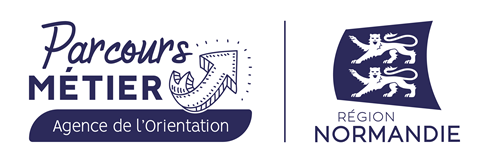 Parcours
MÉTIER
Agence de l'Orientation
RÉGION
NORMANDIE